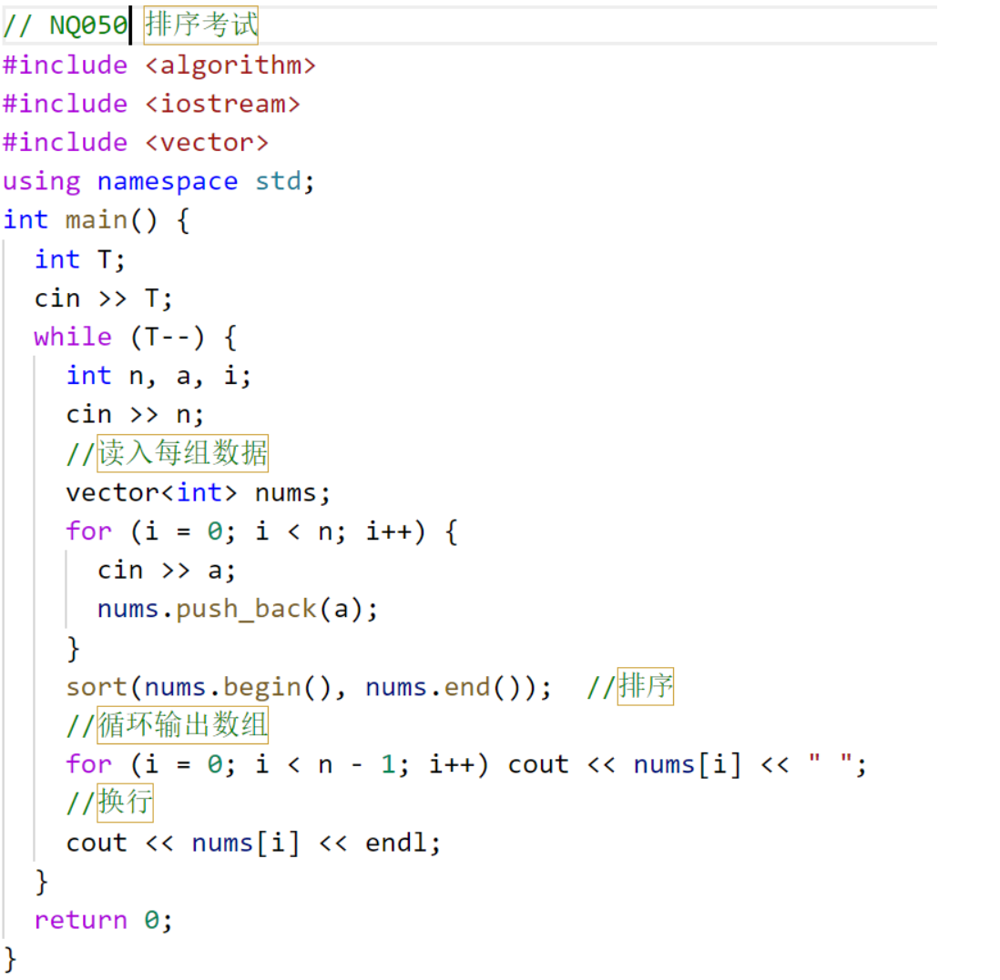 // NQ050 排序考试
#include <algorithm>
#include <iostream>
#include <vector>
using namespace std;
int main() {
  int T;
  cin >> T;
  while (T--) {
    int n, a, i;
    cin >> n;
    //读入每组数据
    vector<int> nums;
    for (i = 0; i < n; i++) {
      cin >> a;
      nums.push_back(a);
    }
    sort(nums.begin(), nums.end());  //排序
    //循环输出数组
    for (i = 0; i < n - 1; i++) cout << nums[i] << " ";
    //换行
    cout << nums[i] << endl;
  }
  return 0;
}